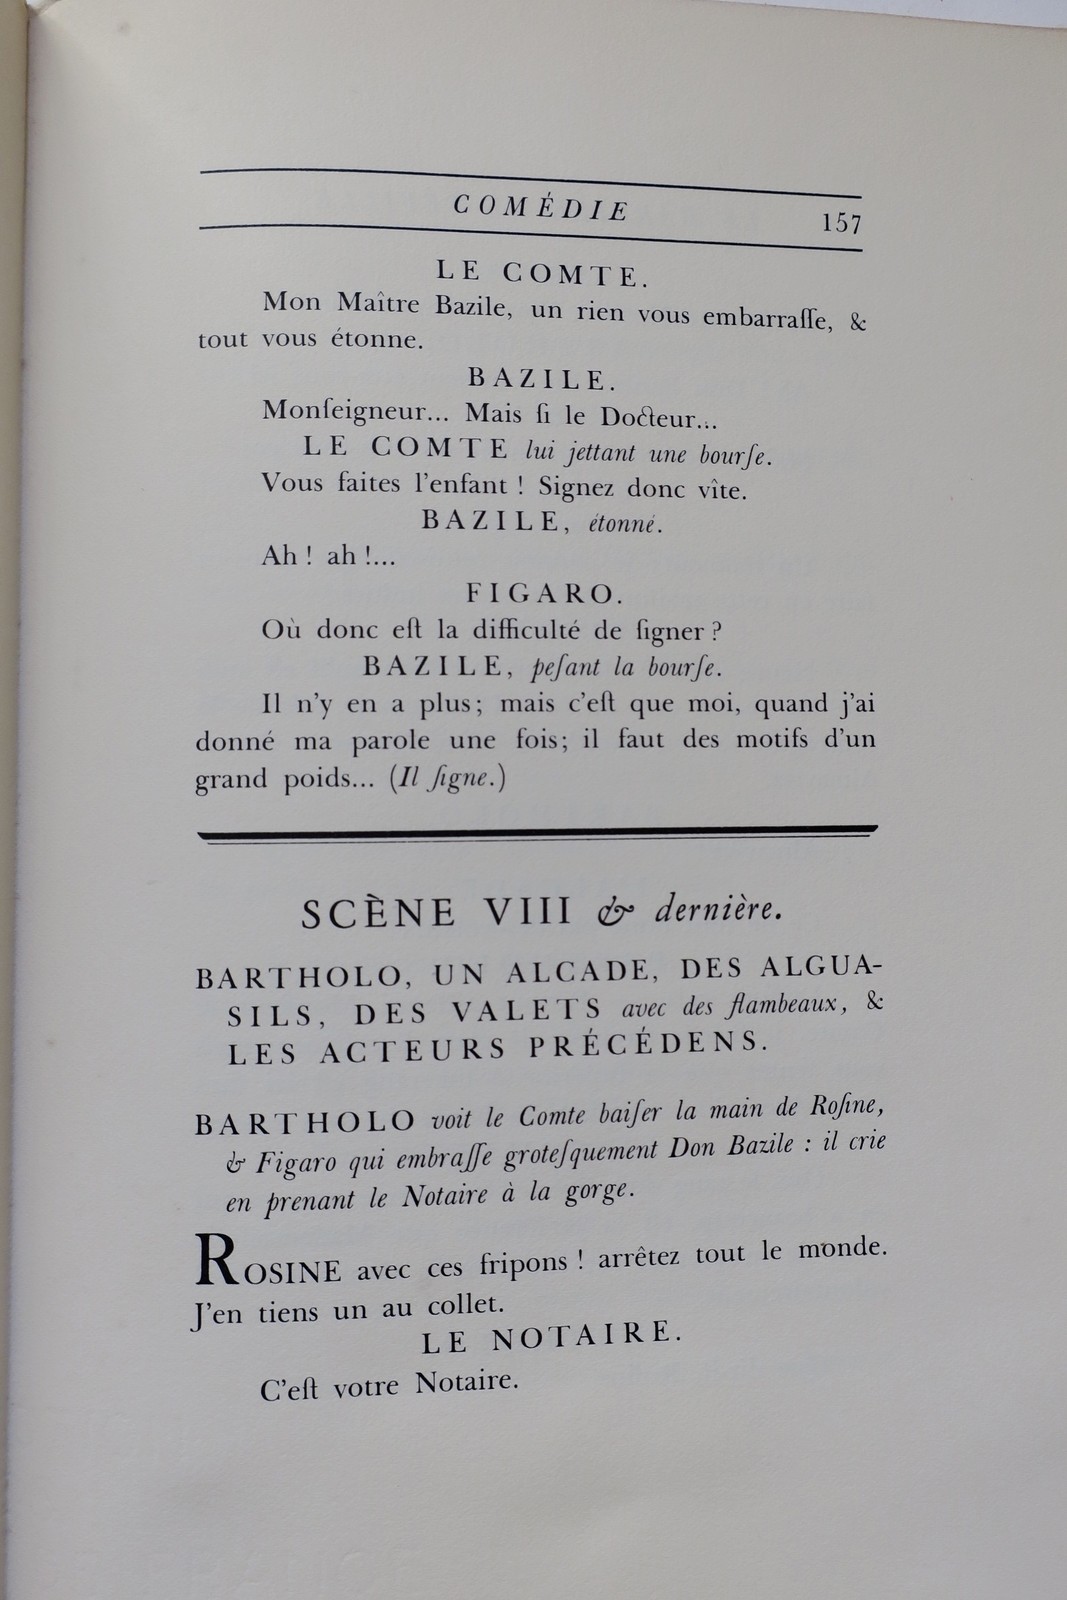 COMÉDIE 157
LE COMTE.
Mon Maître Bazile, un rien vous embarraſſe, &
tout vous étonne.
BAZILE.
Monſeigneur... Mais ſi le Docteur...
LE COMTE lui jettant une bourſe.
Vous faites l'enfant ! Signez donc vîte.
BAZILE, étonné.
Ah ! ah !...
FIGARO.
Où donc eſt la difficulté de ſigner ?
BAZILE, peſant la bourſe.
Il n'y en a plus ; mais c'eſt que moi, quand j'ai
donné ma parole une fois ; il faut des motifs d'un
grand poids... (Il ſigne.)
SCÈNE VIII & dernière.
BARTHOLO, UN ALCADE, DES ALGUA-
SILS, DES VALETS avec des flambeaux, &
LES ACTEURS PRÉCÉDENS.
BARTHOLO voit le Comte baiſer la main de Roſine,
& Figaro qui embraſſe groteſquement Don Bazile : il crie
en prenant le Notaire à la gorge.
ROSINE avec ces fripons ! arrêtez tout le monde.
J'en tiens un au collet.
LE NOTAIRE.
C'eſt votre Notaire.